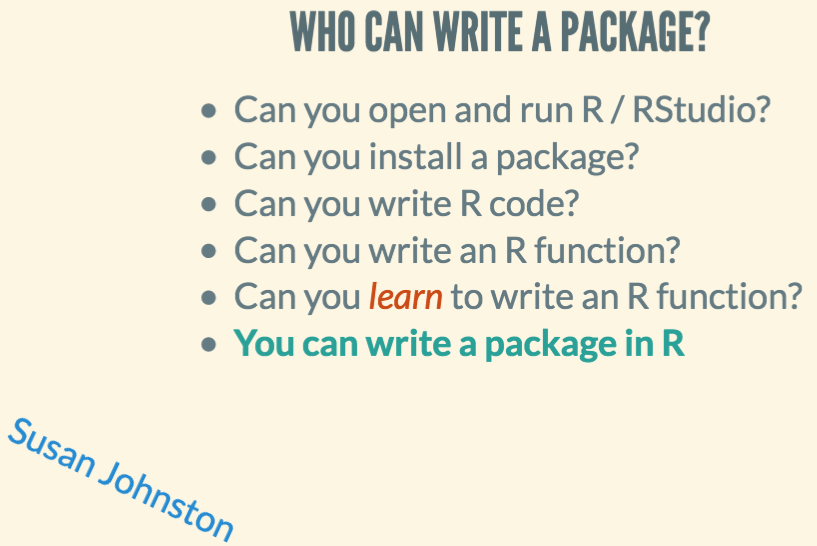 WHO CAN WRITE A PACKAGE?
• Can you open and run R / RStudio?
• Can you install a package?
• Can you write R code?
• Can you write an R function?
• Can you learn to write an R function?
• You can write a package in R
Susan Johnston